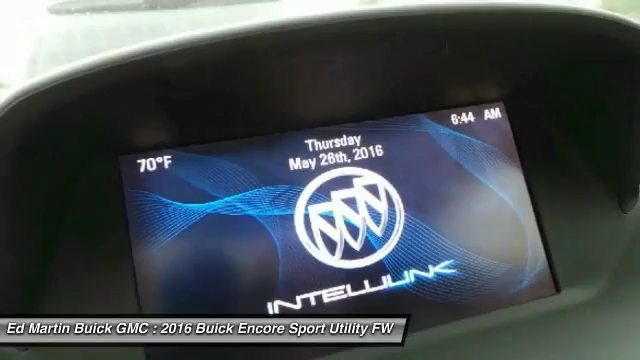 6:44 AM
Thursday
70°F
May 26th, 2016
INTELLILINK
Ed Martin Buick GMC : 2016 Buick Encore Sport Utility FW